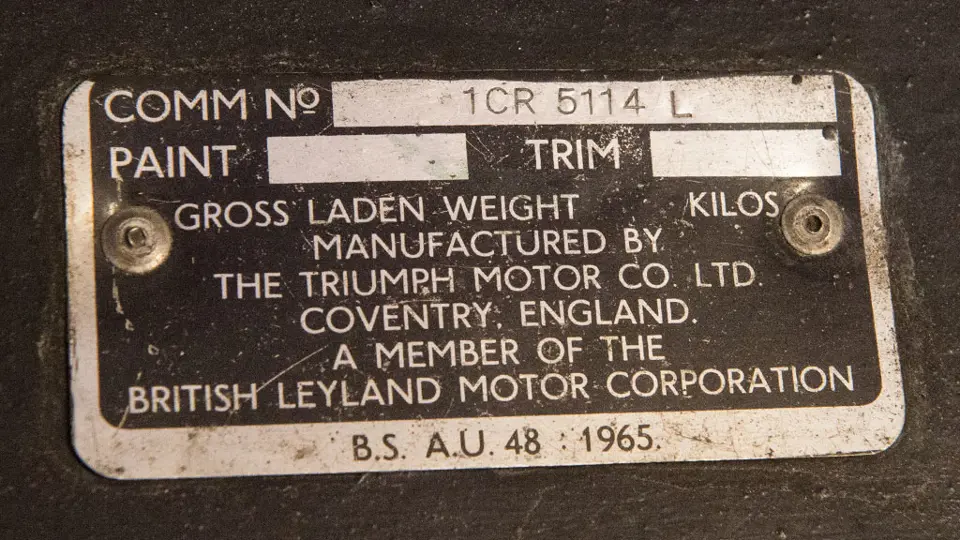 COMM Nº 1CR 5114 L
PAINT TRIM
GROSS LADEN WEIGHT KILOS
MANUFACTURED BY
THE TRIUMPH MOTOR CO. LTD.
COVENTRY, ENGLAND.
A MEMBER OF THE
BRITISH LEYLAND MOTOR CORPORATION
B.S. A.U. 48 : 1965.